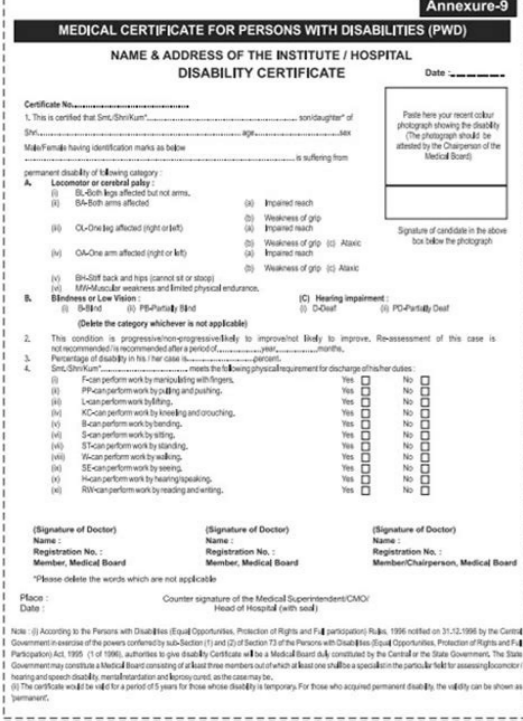 Annexure-9
MEDICAL CERTIFICATE FOR PERSONS WITH DISABILITIES (PWD)
NAME & ADDRESS OF THE INSTITUTE / HOSPITAL
DISABILITY CERTIFICATE
Date :
Certificate No.
1. This is certified that Smt./Shri/Kum* son/daughter* of
Shri age sex
Male/Female having identification marks as below
is suffering from
permanent disability of following category :
Paste here your recent colour
photograph showing the disability
(The photograph should be
attested by the Chairperson of the
Medical Board)
Signature of candidate in the above
box below the photograph
A. Locomotor or cerebral palsy :
(i) BL-Both legs affected but not arms.
(ii) BA-Both arms affected (a) Impaired reach
(b) Weakness of grip
(iii) OL-One leg affected (right or left) (a) Impaired reach
(b) Weakness of grip (c) Ataxic
(iv) OA-One arm affected (right or left) (a) Impaired reach
(b) Weakness of grip (c) Ataxic
(v) BH-Stiff back and hips (cannot sit or stoop)
(vi) MW-Muscular weakness and limited physical endurance.
B. Blindness or Low Vision : (C) Hearing impairment :
(i) B-Blind (ii) PB-Partially Blind (i) D-Deaf (ii) PD-Partially Deaf
(Delete the category whichever is not applicable)
2. This condition is progressive/non-progressive/likely to improve/not likely to improve. Re-assessment of this case is
not recommended/is recommended after a period of year, months.
3. Percentage of disability in his / her case is percent.
4. Smt./Shri/Kum* meets the following physical requirement for discharge of his/her duties :
(i) F-can perform work by manipulating with fingers. Yes No
(ii) PP-can perform work by pulling and pushing. Yes No
(iii) L-can perform work by lifting. Yes No
(iv) KC-can perform work by kneeling and crouching. Yes No
(v) B-can perform work by bending. Yes No
(vi) S-can perform work by sitting. Yes No
(vii) ST-can perform work by standing. Yes No
(viii) W-can perform work by walking. Yes No
(ix) SE-can perform work by seeing. Yes No
(x) H-can perform work by hearing/speaking. Yes No
(xi) RW-can perform work by reading and writing. Yes No
(Signature of Doctor) (Signature of Doctor) (Signature of Doctor)
Name : Name : Name :
Registration No. : Registration No. : Registration No. :
Member, Medical Board Member, Medical Board Member/Chairperson, Medical Board
*Please delete the words which are not applicable
Place : Counter signature of the Medical Superintendent/CMO/
Date : Head of Hospital (with seal)
Note : (i) According to the Persons with Disabilities (Equal Opportunities, Protection of Rights and Full participation) Rules, 1996 notified on 31.12.1996 by the Central
Government in exercise of the powers conferred by sub-Section (1) and (2) of Section 73 of the Persons with Disabilities (Equal Opportunities, Protection of Rights and Full
Participation) Act, 1995 (1 of 1996), authorities to give disability Certificate will be a Medical Board duly constituted by the Central or the State Government. The State
Government may constitute a Medical Board consisting of at least three members out of which at least one shall be a specialist in the particular field for assessing locomotor /
hearing and speech disability, mental retardation and leprosy cured, as the case may be.
(ii) The certificate would be valid for a period of 5 years for those whose disability is temporary. For those who acquired permanent disability, the validity can be shown as
'permanent'.